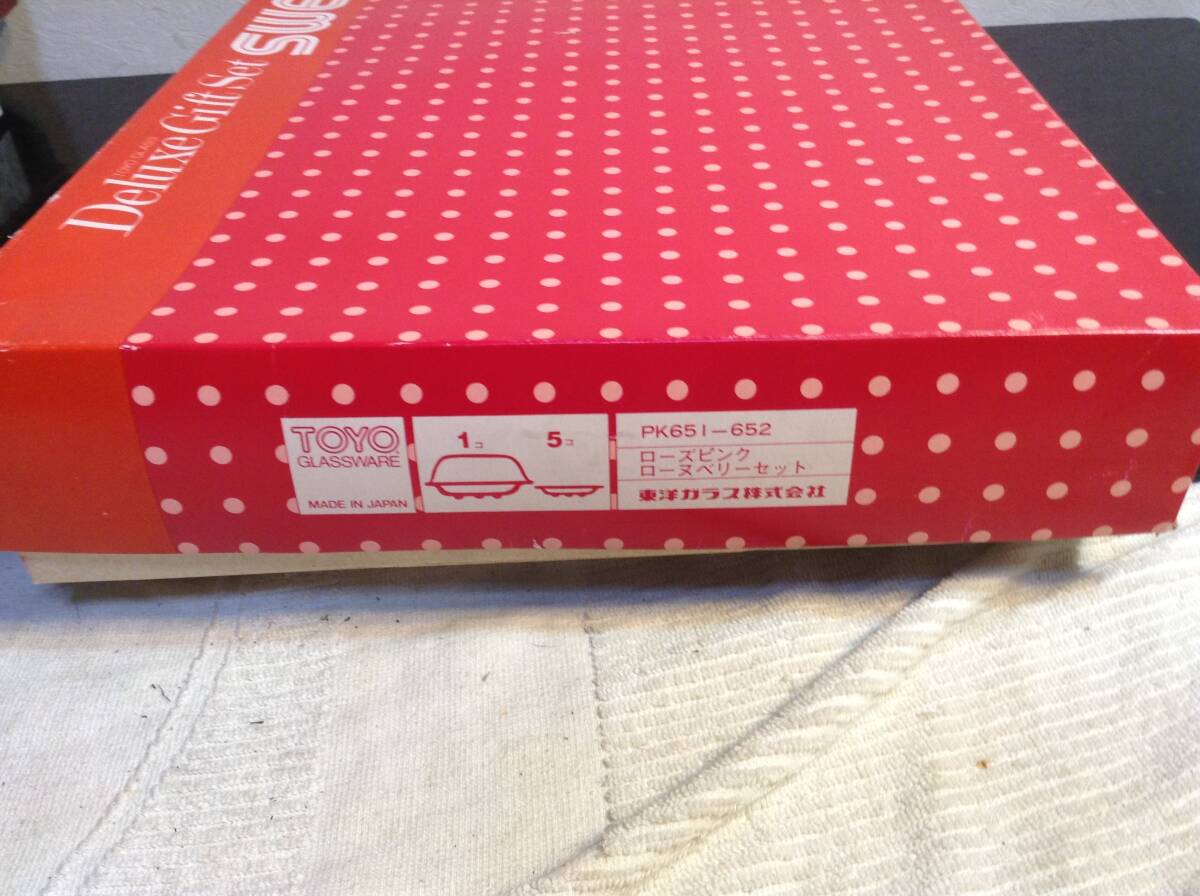 Deluxe Gift Set
SWE
TOYO
GLASSWARE
MADE IN JAPAN
1コ 5コ
PK651-652
ローズピンク
ローヌベリーセット
東洋ガラス株式会社